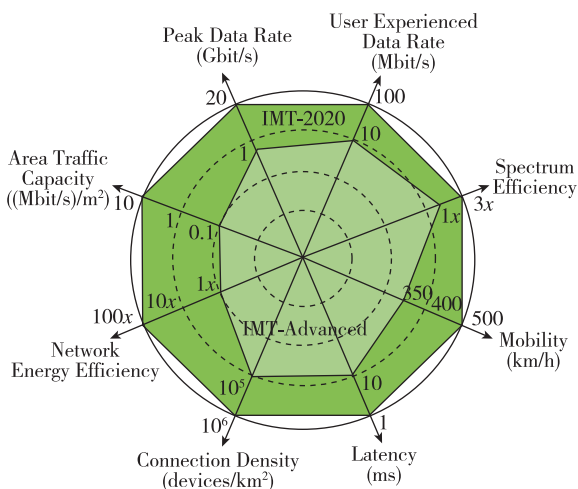 User Experienced
Data Rate
(Mbit/s)
Peak Data Rate
(Gbit/s)
20
100
IMT-2020
10
1
Area Traffic
Capacity
((Mbit/s)/m²)
10
1
0.1
Spectrum
Efficiency
3x
1x
1x
10x
100x
350
400
500
Network
Energy Efficiency
IMT-Advanced
Mobility
(km/h)
10⁵
10
10⁶
1
Connection Density
(devices/km²)
Latency
(ms)